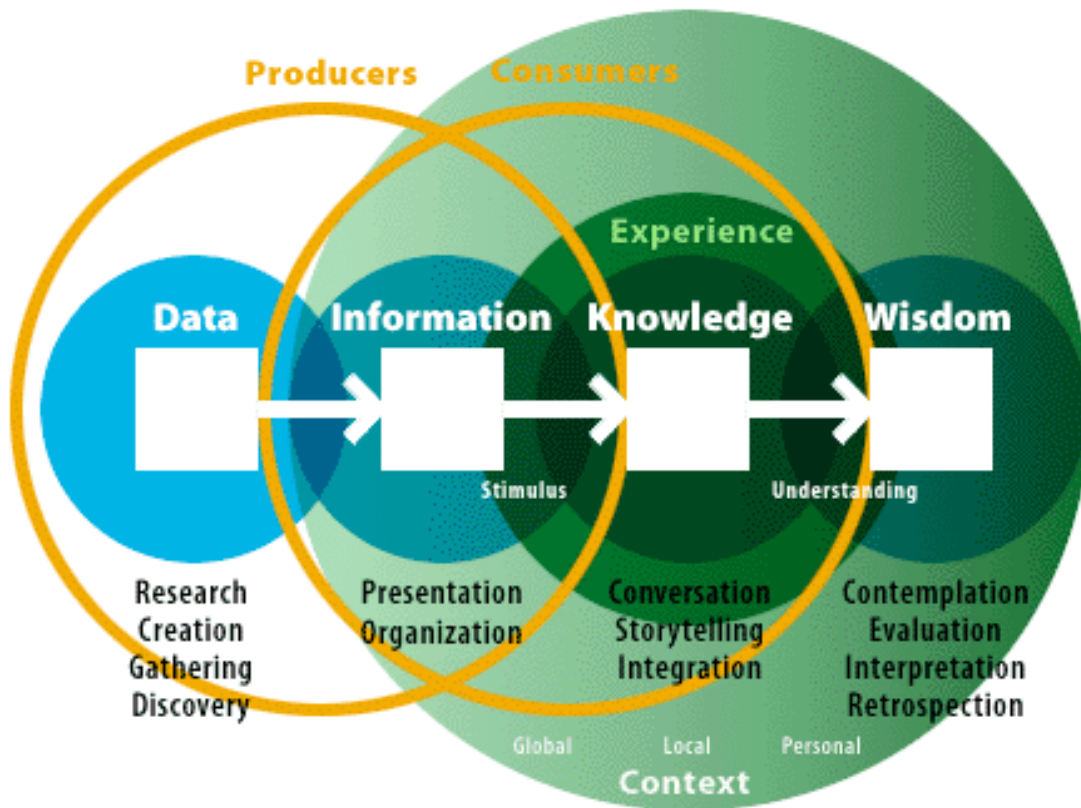 Producers
Consumers
Experience
Data
Information
Knowledge
Wisdom
Stimulus
Understanding
Research
Creation
Gathering
Discovery
Presentation
Organization
Conversation
Storytelling
Integration
Contemplation
Evaluation
Interpretation
Retrospection
Global
Local
Personal
Context